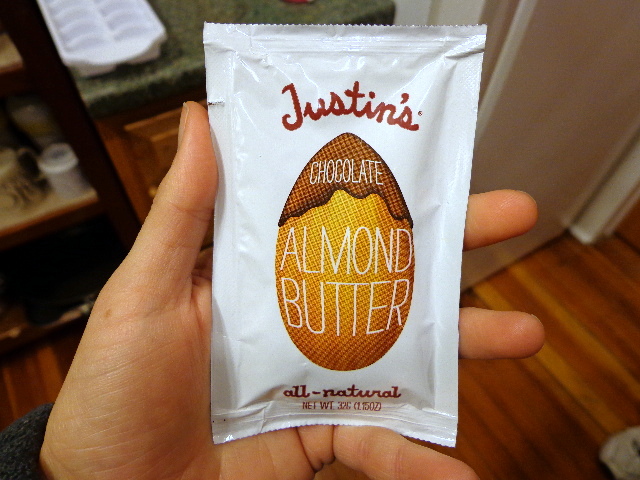 Justin's®
CHOCOLATE
ALMOND
BUTTER
all-natural
NET WT 32G (1.15OZ)